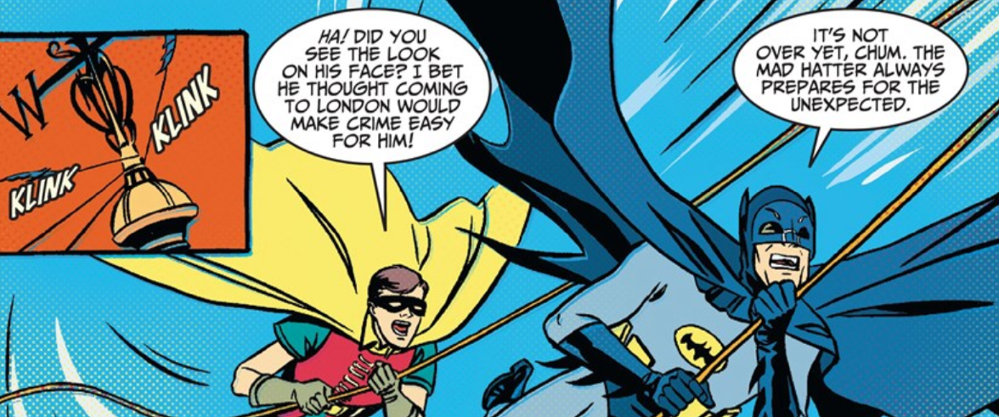 W
KLINK
KLINK
HA! DID YOU
SEE THE LOOK
ON HIS FACE? I BET
HE THOUGHT COMING
TO LONDON WOULD
MAKE CRIME EASY
FOR HIM!
IT'S NOT
OVER YET, CHUM. THE
MAD HATTER ALWAYS
PREPARES FOR THE
UNEXPECTED.